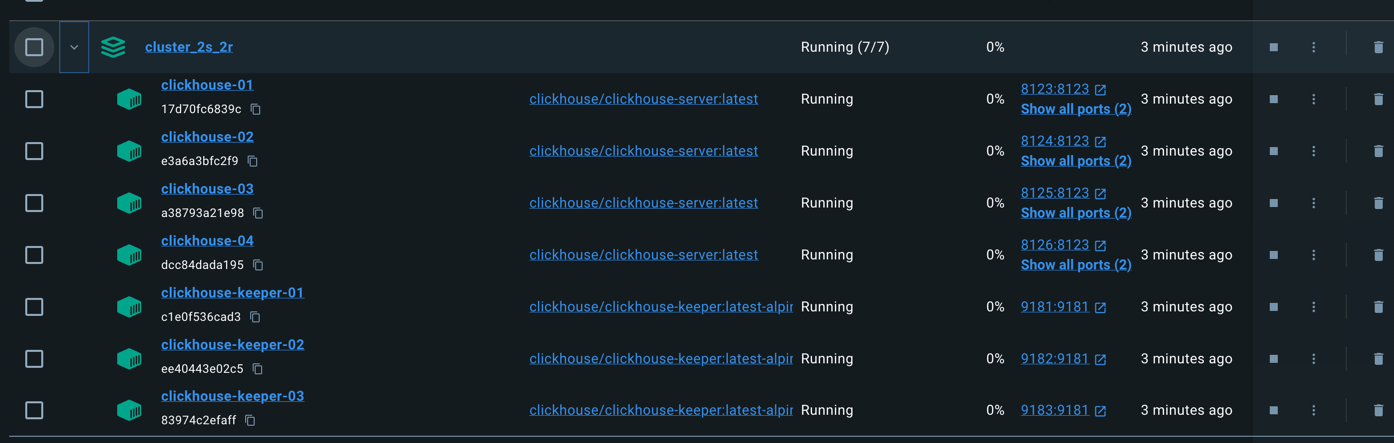 cluster_2s_2r Running (7/7) 0% 3 minutes ago
clickhouse-01
17d70fc6839c clickhouse/clickhouse-server:latest Running 0% 8123:8123 3 minutes ago
Show all ports (2)
clickhouse-02
e3a6a3bfc2f9 clickhouse/clickhouse-server:latest Running 0% 8124:8123 3 minutes ago
Show all ports (2)
clickhouse-03
a38793a21e98 clickhouse/clickhouse-server:latest Running 0% 8125:8123 3 minutes ago
Show all ports (2)
clickhouse-04
dcc84dada195 clickhouse/clickhouse-server:latest Running 0% 8126:8123 3 minutes ago
Show all ports (2)
clickhouse-keeper-01
c1e0f536cad3 clickhouse/clickhouse-keeper:latest-alpin Running 0% 9181:9181 3 minutes ago
clickhouse-keeper-02
ee40443e02c5 clickhouse/clickhouse-keeper:latest-alpin Running 0% 9182:9181 3 minutes ago
clickhouse-keeper-03
83974c2efaff clickhouse/clickhouse-keeper:latest-alpin Running 0% 9183:9181 3 minutes ago